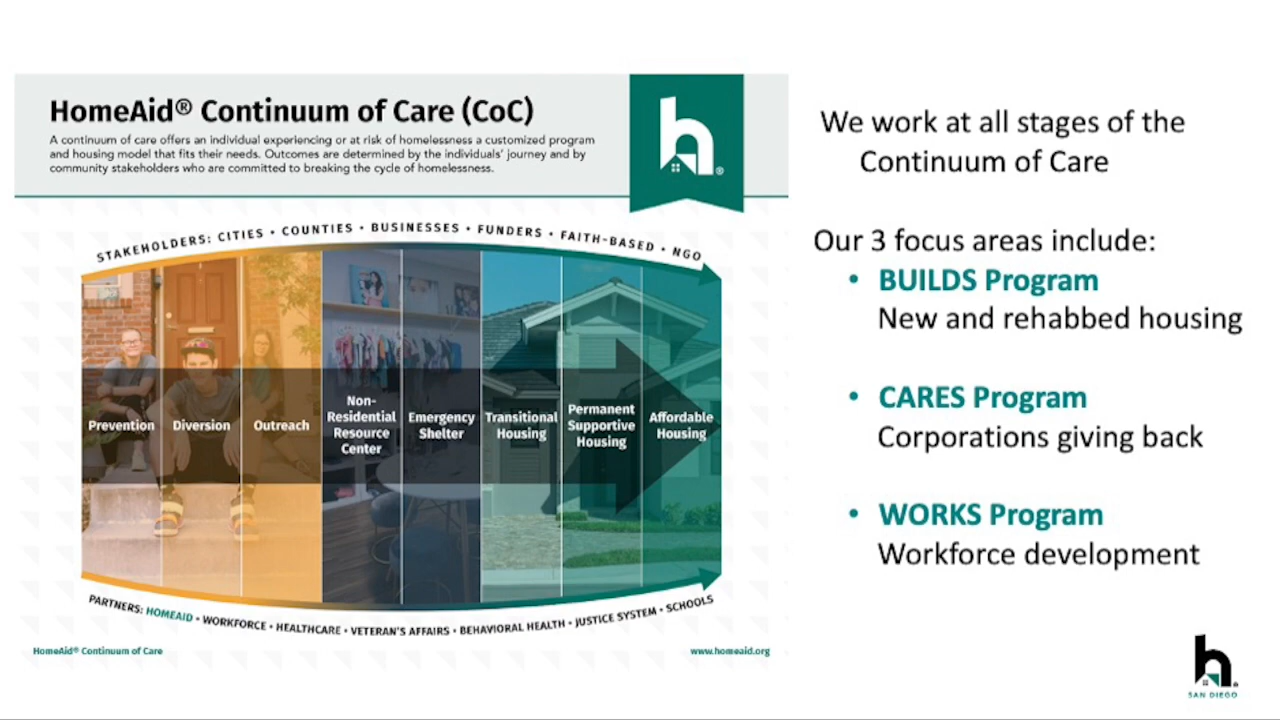 HomeAid® Continuum of Care (CoC)
A continuum of care offers an individual experiencing or at risk of homelessness a customized program
and housing model that fits their needs. Outcomes are determined by the individuals' journey and by
community stakeholders who are committed to breaking the cycle of homelessness.
h®
STAKEHOLDERS: CITIES • COUNTIES • BUSINESSES • FUNDERS • FAITH-BASED • NGO
Prevention
Diversion
Outreach
Non-
Residential
Resource
Center
Emergency
Shelter
Transitional
Housing
Permanent
Supportive
Housing
Affordable
Housing
PARTNERS: HOMEAID • WORKFORCE • HEALTHCARE • VETERAN'S AFFAIRS • BEHAVIORAL HEALTH • JUSTICE SYSTEM • SCHOOLS
HomeAid® Continuum of Care
www.homeaid.org
We work at all stages of the
Continuum of Care
Our 3 focus areas include:
• BUILDS Program
New and rehabbed housing
• CARES Program
Corporations giving back
• WORKS Program
Workforce development
h®
SAN DIEGO